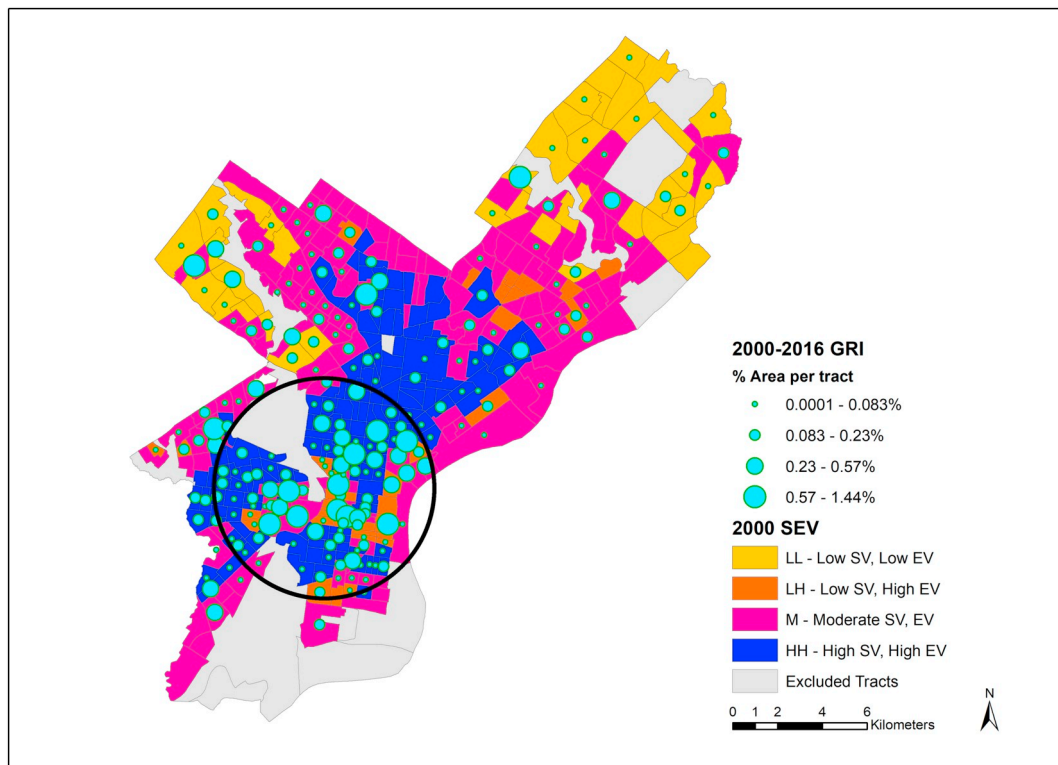 2000-2016 GRI
% Area per tract
0.0001 - 0.083%
0.083 - 0.23%
0.23 - 0.57%
0.57 - 1.44%
2000 SEV
LL - Low SV, Low EV
LH - Low SV, High EV
M - Moderate SV, EV
HH - High SV, High EV
Excluded Tracts
N
0 1 2 4 6
Kilometers